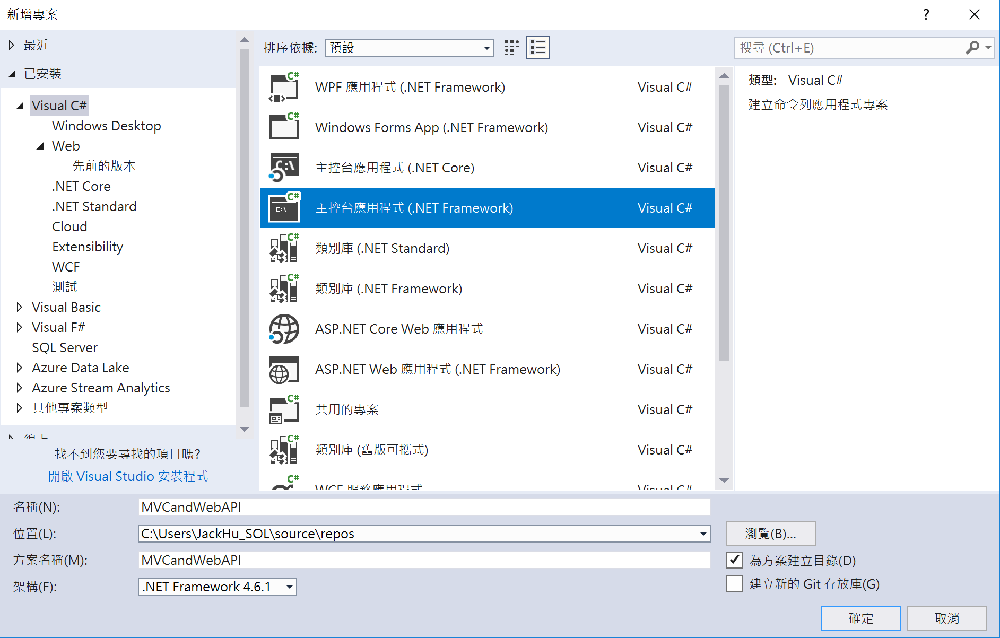 新增專案
?
最近
已安裝
Visual C#
Windows Desktop
Web
先前的版本
.NET Core
.NET Standard
Cloud
Extensibility
WCF
測試
Visual Basic
Visual F#
SQL Server
Azure Data Lake
Azure Stream Analytics
其他專案類型
線上
找不到您要尋找的項目嗎?
開啟 Visual Studio 安裝程式
排序依據: 預設
WPF 應用程式 (.NET Framework) Visual C#
Windows Forms App (.NET Framework) Visual C#
主控台應用程式 (.NET Core) Visual C#
主控台應用程式 (.NET Framework) Visual C#
類別庫 (.NET Standard) Visual C#
類別庫 (.NET Framework) Visual C#
ASP.NET Core Web 應用程式 Visual C#
ASP.NET Web 應用程式 (.NET Framework) Visual C#
共用的專案 Visual C#
類別庫 (舊版可攜式) Visual C#
WCF 服務應用程式 Visual C#
搜尋 (Ctrl+E)
類型: Visual C#
建立命令列應用程式專案
名稱(N): MVCandWebAPI
位置(L): C:\Users\JackHu_SOL\source\repos 瀏覽(B)...
方案名稱(M): MVCandWebAPI 為方案建立目錄(D)
架構(F): .NET Framework 4.6.1 建立新的 Git 存放庫(G)
確定 取消